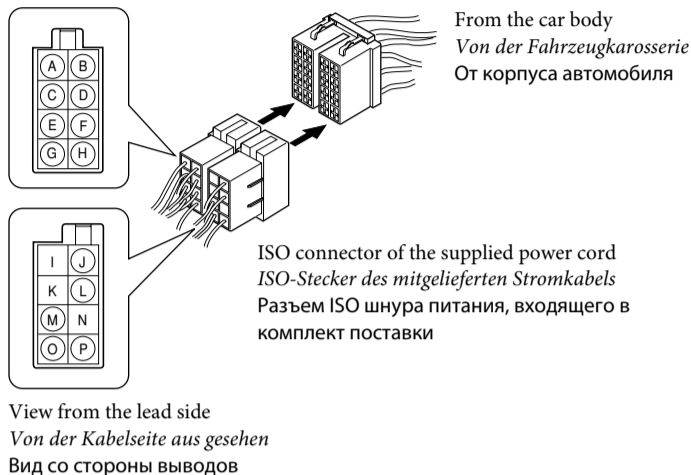 From the car body
Von der Fahrzeugkarosserie
От корпуса автомобиля
A B
C D
E F
G H
ISO connector of the supplied power cord
ISO-Stecker des mitgelieferten Stromkabels
Разъем ISO шнура питания, входящего в
комплект поставки
I J
K L
M N
O P
View from the lead side
Von der Kabelseite aus gesehen
Вид со стороны выводов